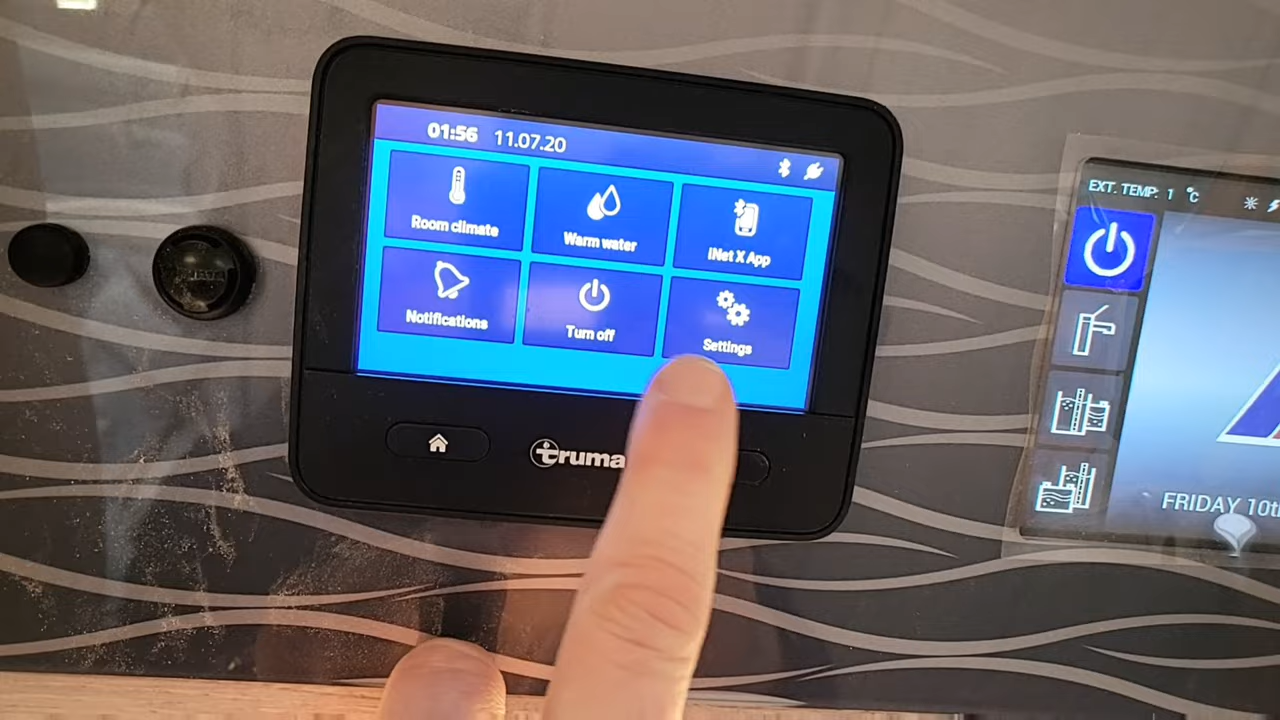 01:56 11.07.20
Room climate
Warm water
iNet X App
Notifications
Turn off
Settings
truma
EXT. TEMP: 1 °C
FRIDAY 10t